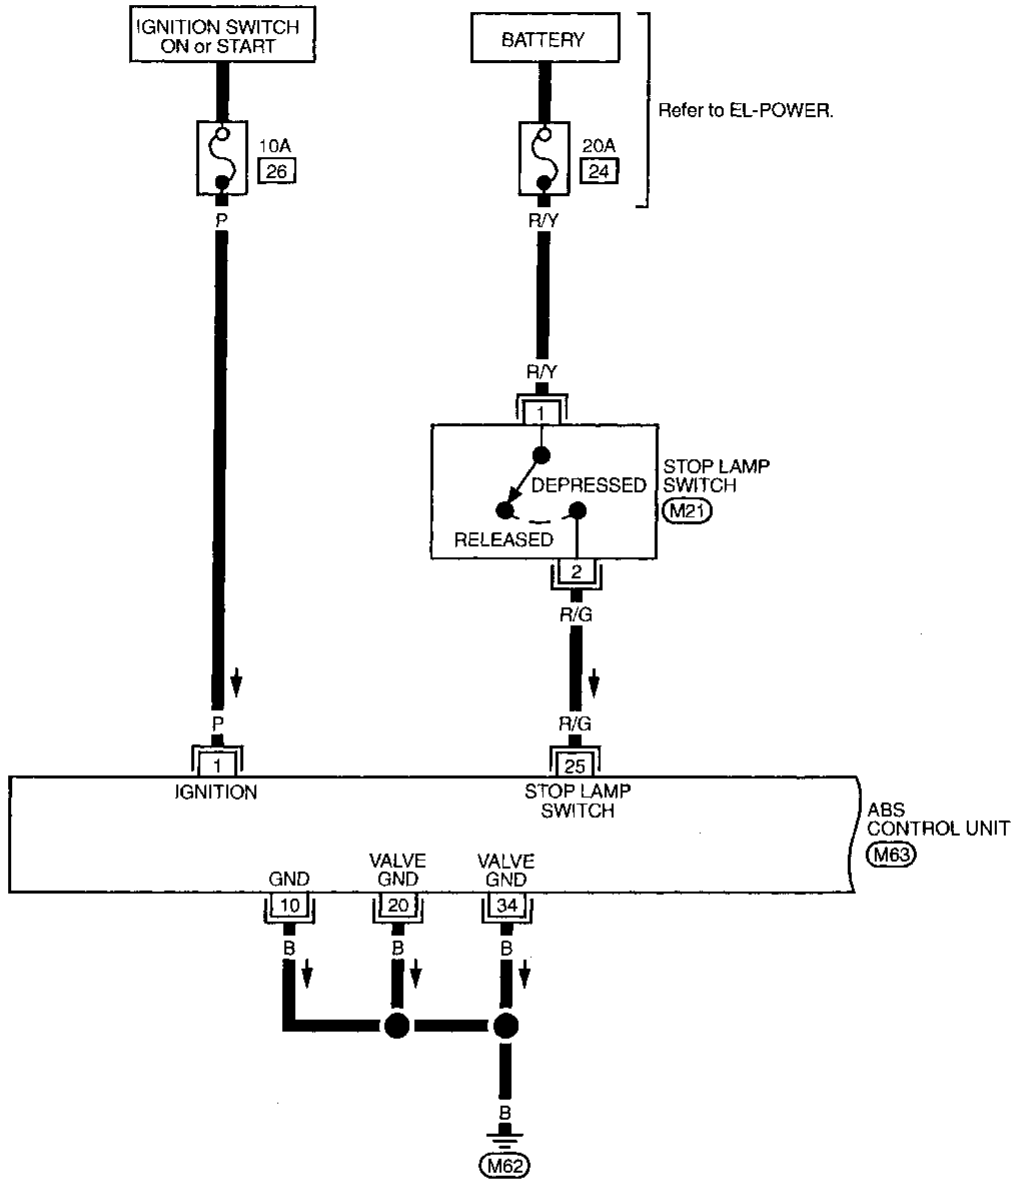 IGNITION SWITCH
ON or START
BATTERY
Refer to EL-POWER.
10A
26
20A
24
P
R/Y
R/Y
1
STOP LAMP
SWITCH
M21
DEPRESSED
RELEASED
2
R/G
P
R/G
1
25
IGNITION
STOP LAMP
SWITCH
ABS
CONTROL UNIT
M63
GND
VALVE
GND
VALVE
GND
10
20
34
B
B
B
B
M62